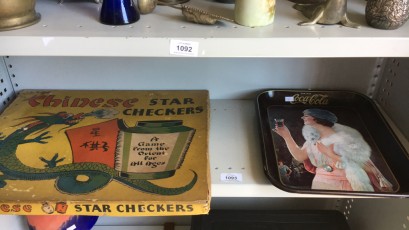 1092
Chinese STAR
CHECKERS
A
Game
from the
Orient for
All Ages
1093
Coca-Cola
STAR CHECKERS